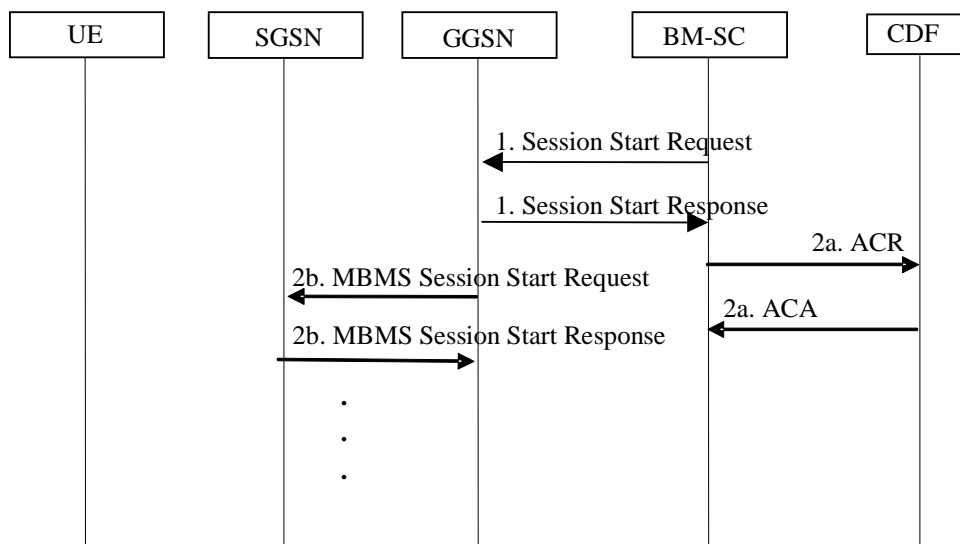 UE
SGSN
GGSN
BM-SC
CDF
1. Session Start Request
1. Session Start Response
2a. ACR
2b. MBMS Session Start Request
2a. ACA
2b. MBMS Session Start Response
.
.
.